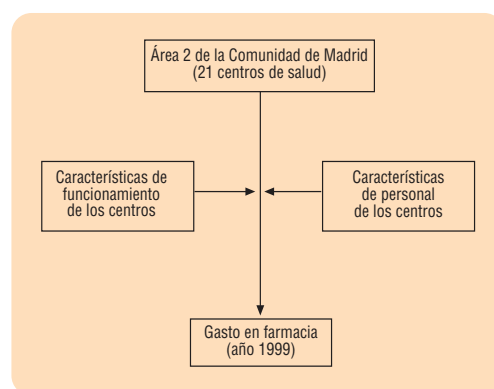 Área 2 de la Comunidad de Madrid
(21 centros de salud)
Características de
funcionamiento
de los centros
Características
de personal
de los centros
Gasto en farmacia
(año 1999)